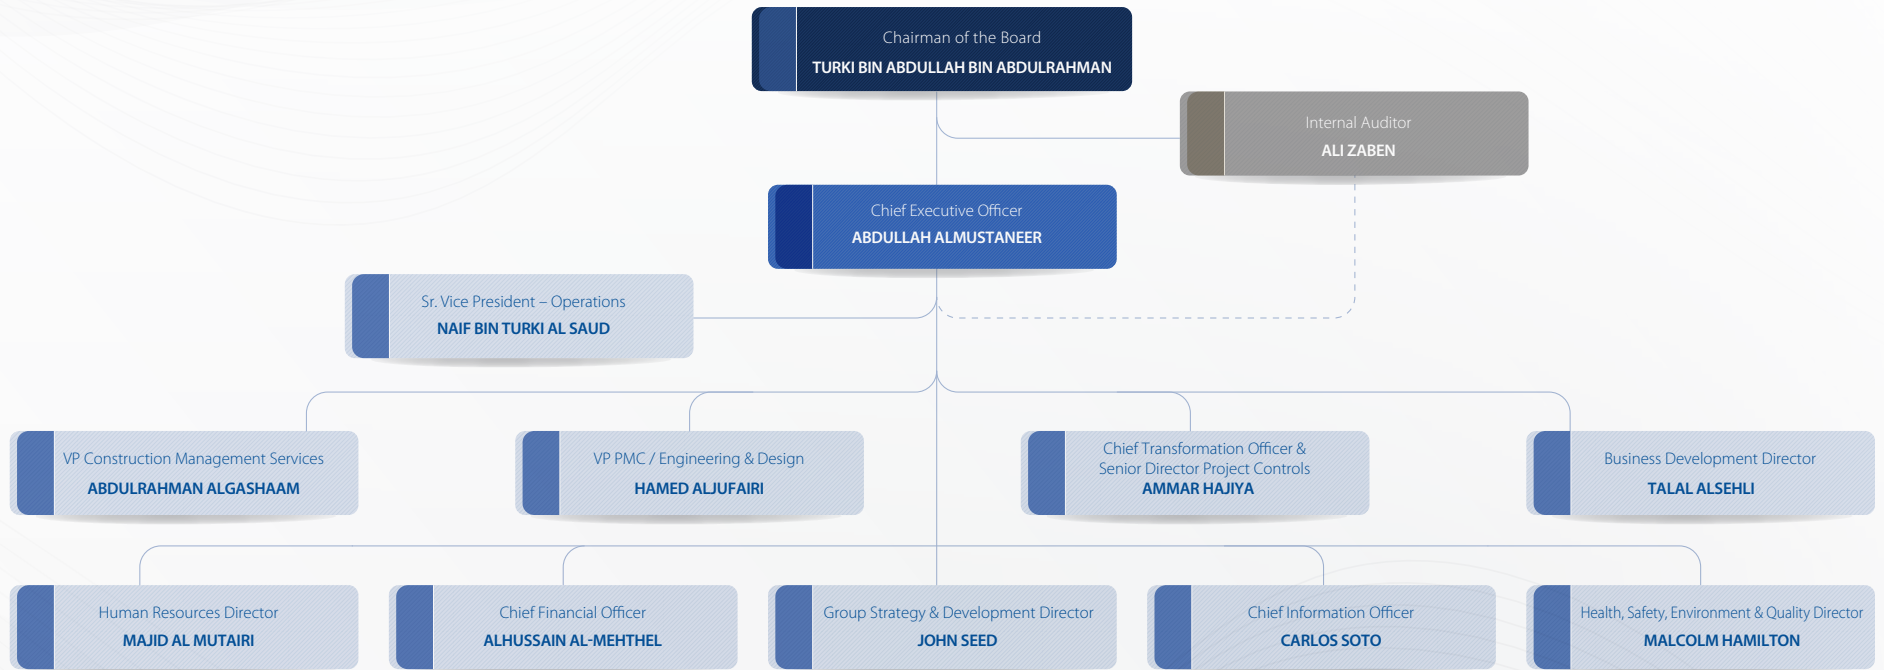 Chairman of the Board
TURKI BIN ABDULLAH BIN ABDULRAHMAN
Internal Auditor
ALI ZABEN
Chief Executive Officer
ABDULLAH ALMUSTANEER
Sr. Vice President – Operations
NAIF BIN TURKI AL SAUD
VP Construction Management Services
ABDULRAHMAN ALGASHAAM
VP PMC / Engineering & Design
HAMED ALJUFAIRI
Chief Transformation Officer &
Senior Director Project Controls
AMMAR HAJIYA
Business Development Director
TALAL ALSEHLI
Human Resources Director
MAJID AL MUTAIRI
Chief Financial Officer
ALHUSSAIN AL-MEHTHEL
Group Strategy & Development Director
JOHN SEED
Chief Information Officer
CARLOS SOTO
Health, Safety, Environment & Quality Director
MALCOLM HAMILTON